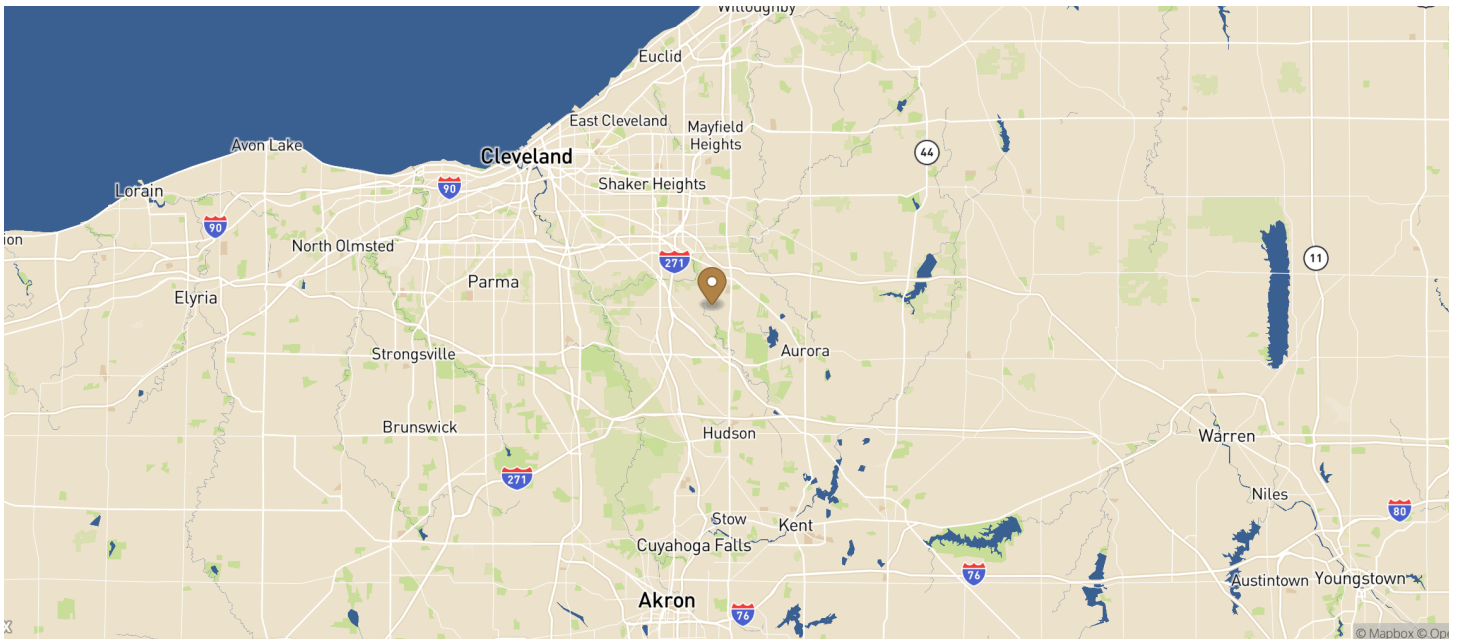 Willoughby
Euclid
East Cleveland
Mayfield
Heights
Avon Lake
Cleveland
44
Lorain
90
Shaker Heights
90
ion
North Olmsted
271
11
Parma
Elyria
Strongsville
Aurora
Brunswick
Hudson
Warren
271
Niles
80
Stow
Kent
Cuyahoga Falls
76
Austintown
Youngstown
Akron
76
x
© Mapbox © Ope